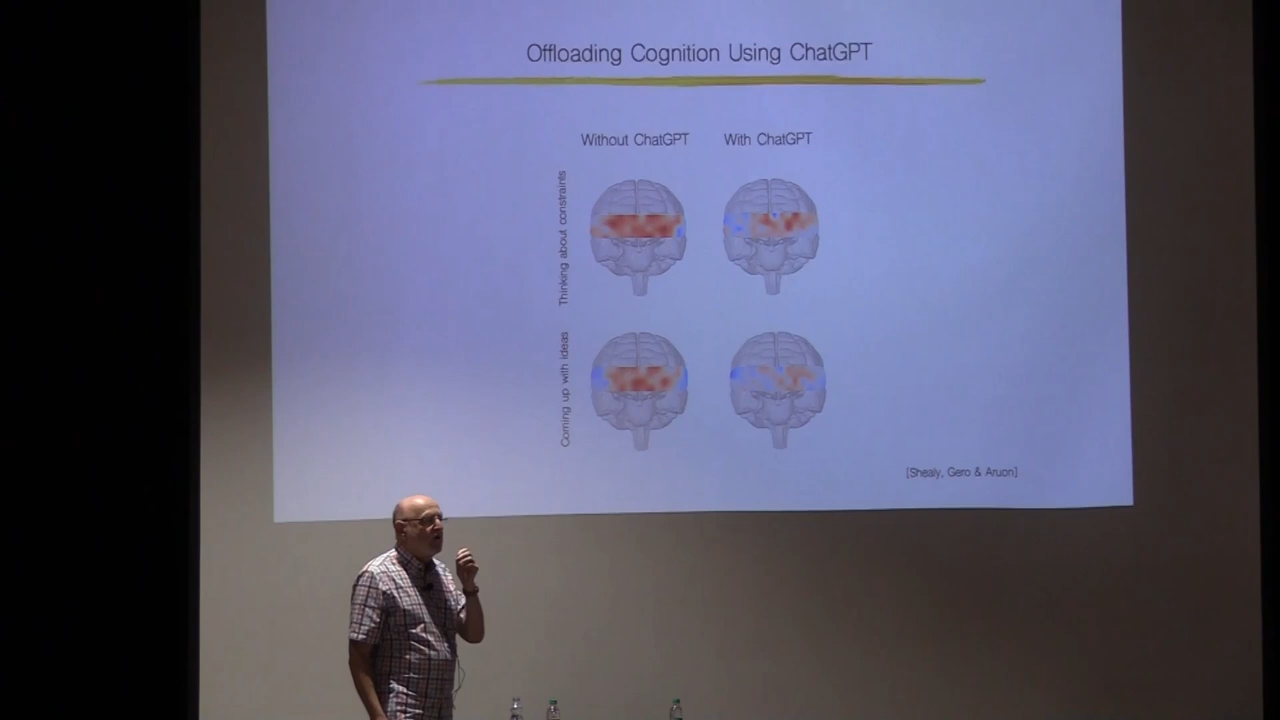 Offloading Cognition Using ChatGPT
Without ChatGPT
With ChatGPT
Thinking about constraints
Coming up with ideas
[Shealy, Gero & Aruon]